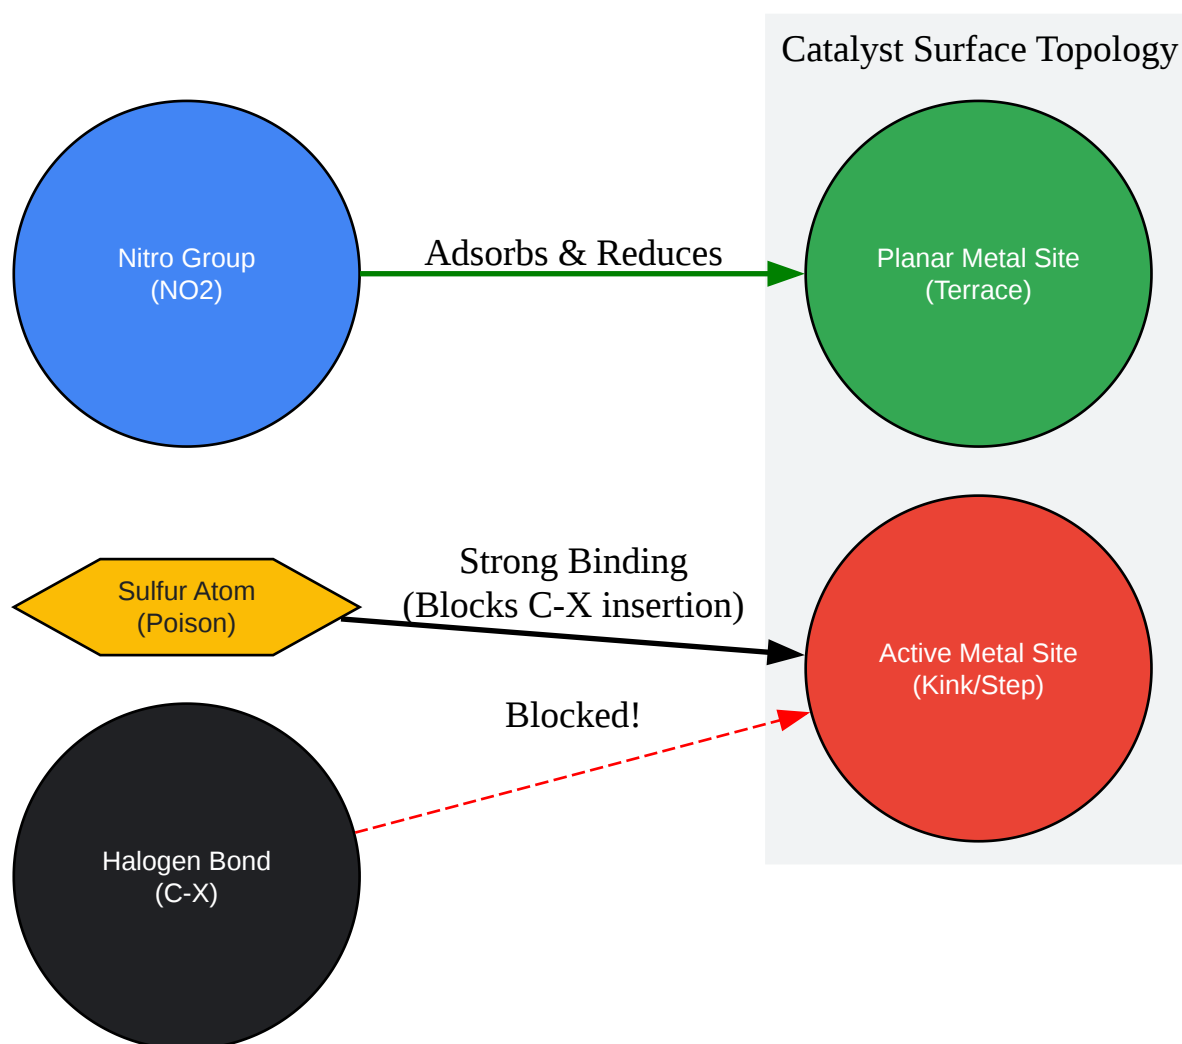 Catalyst Surface Topology
Nitro Group
(NO2)
Adsorbs & Reduces
Planar Metal Site
(Terrace)
Sulfur Atom
(Poison)
Strong Binding
(Blocks C-X insertion)
Active Metal Site
(Kink/Step)
Blocked!
Halogen Bond
(C-X)